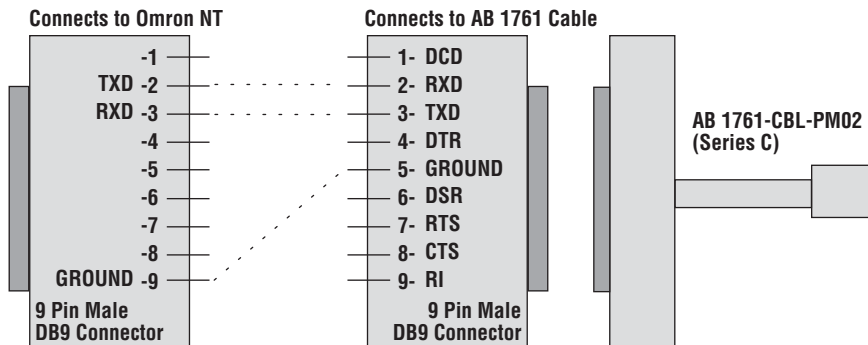 Connects to Omron NT
-1
TXD -2
RXD -3
-4
-5
-6
-7
-8
GROUND -9
9 Pin Male
DB9 Connector
Connects to AB 1761 Cable
1- DCD
2- RXD
3- TXD
4- DTR
5- GROUND
6- DSR
7- RTS
8- CTS
9- RI
9 Pin Male
DB9 Connector
AB 1761-CBL-PM02
(Series C)